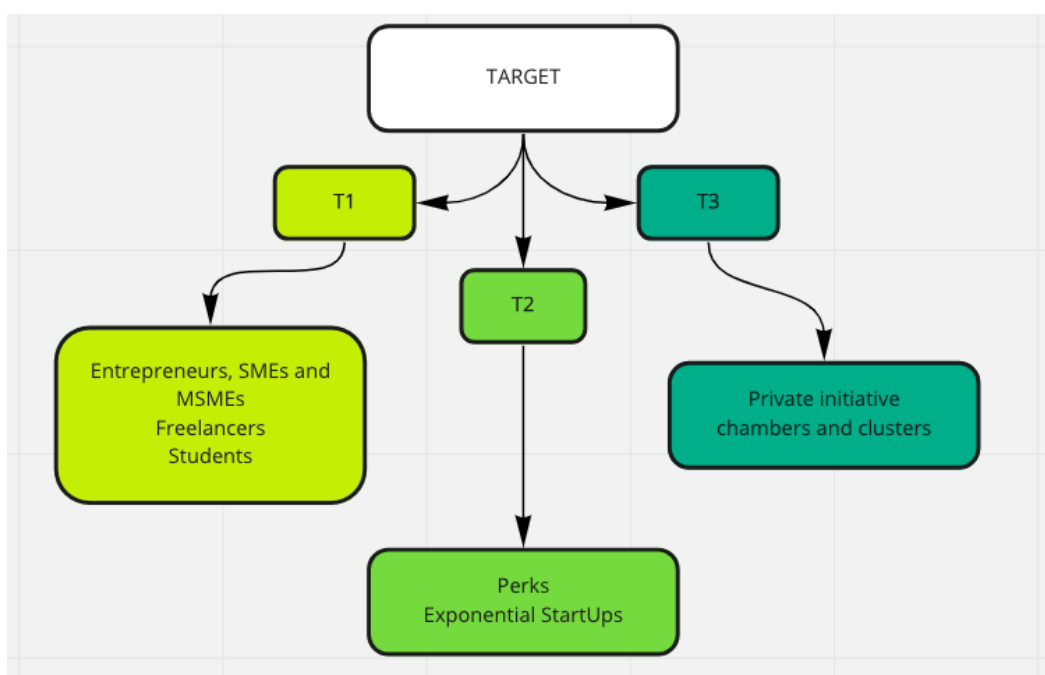 TARGET
T1
T3
T2
Entrepreneurs, SMEs and
MSMEs
Freelancers
Students
Private initiative
chambers and clusters
Perks
Exponential StartUps